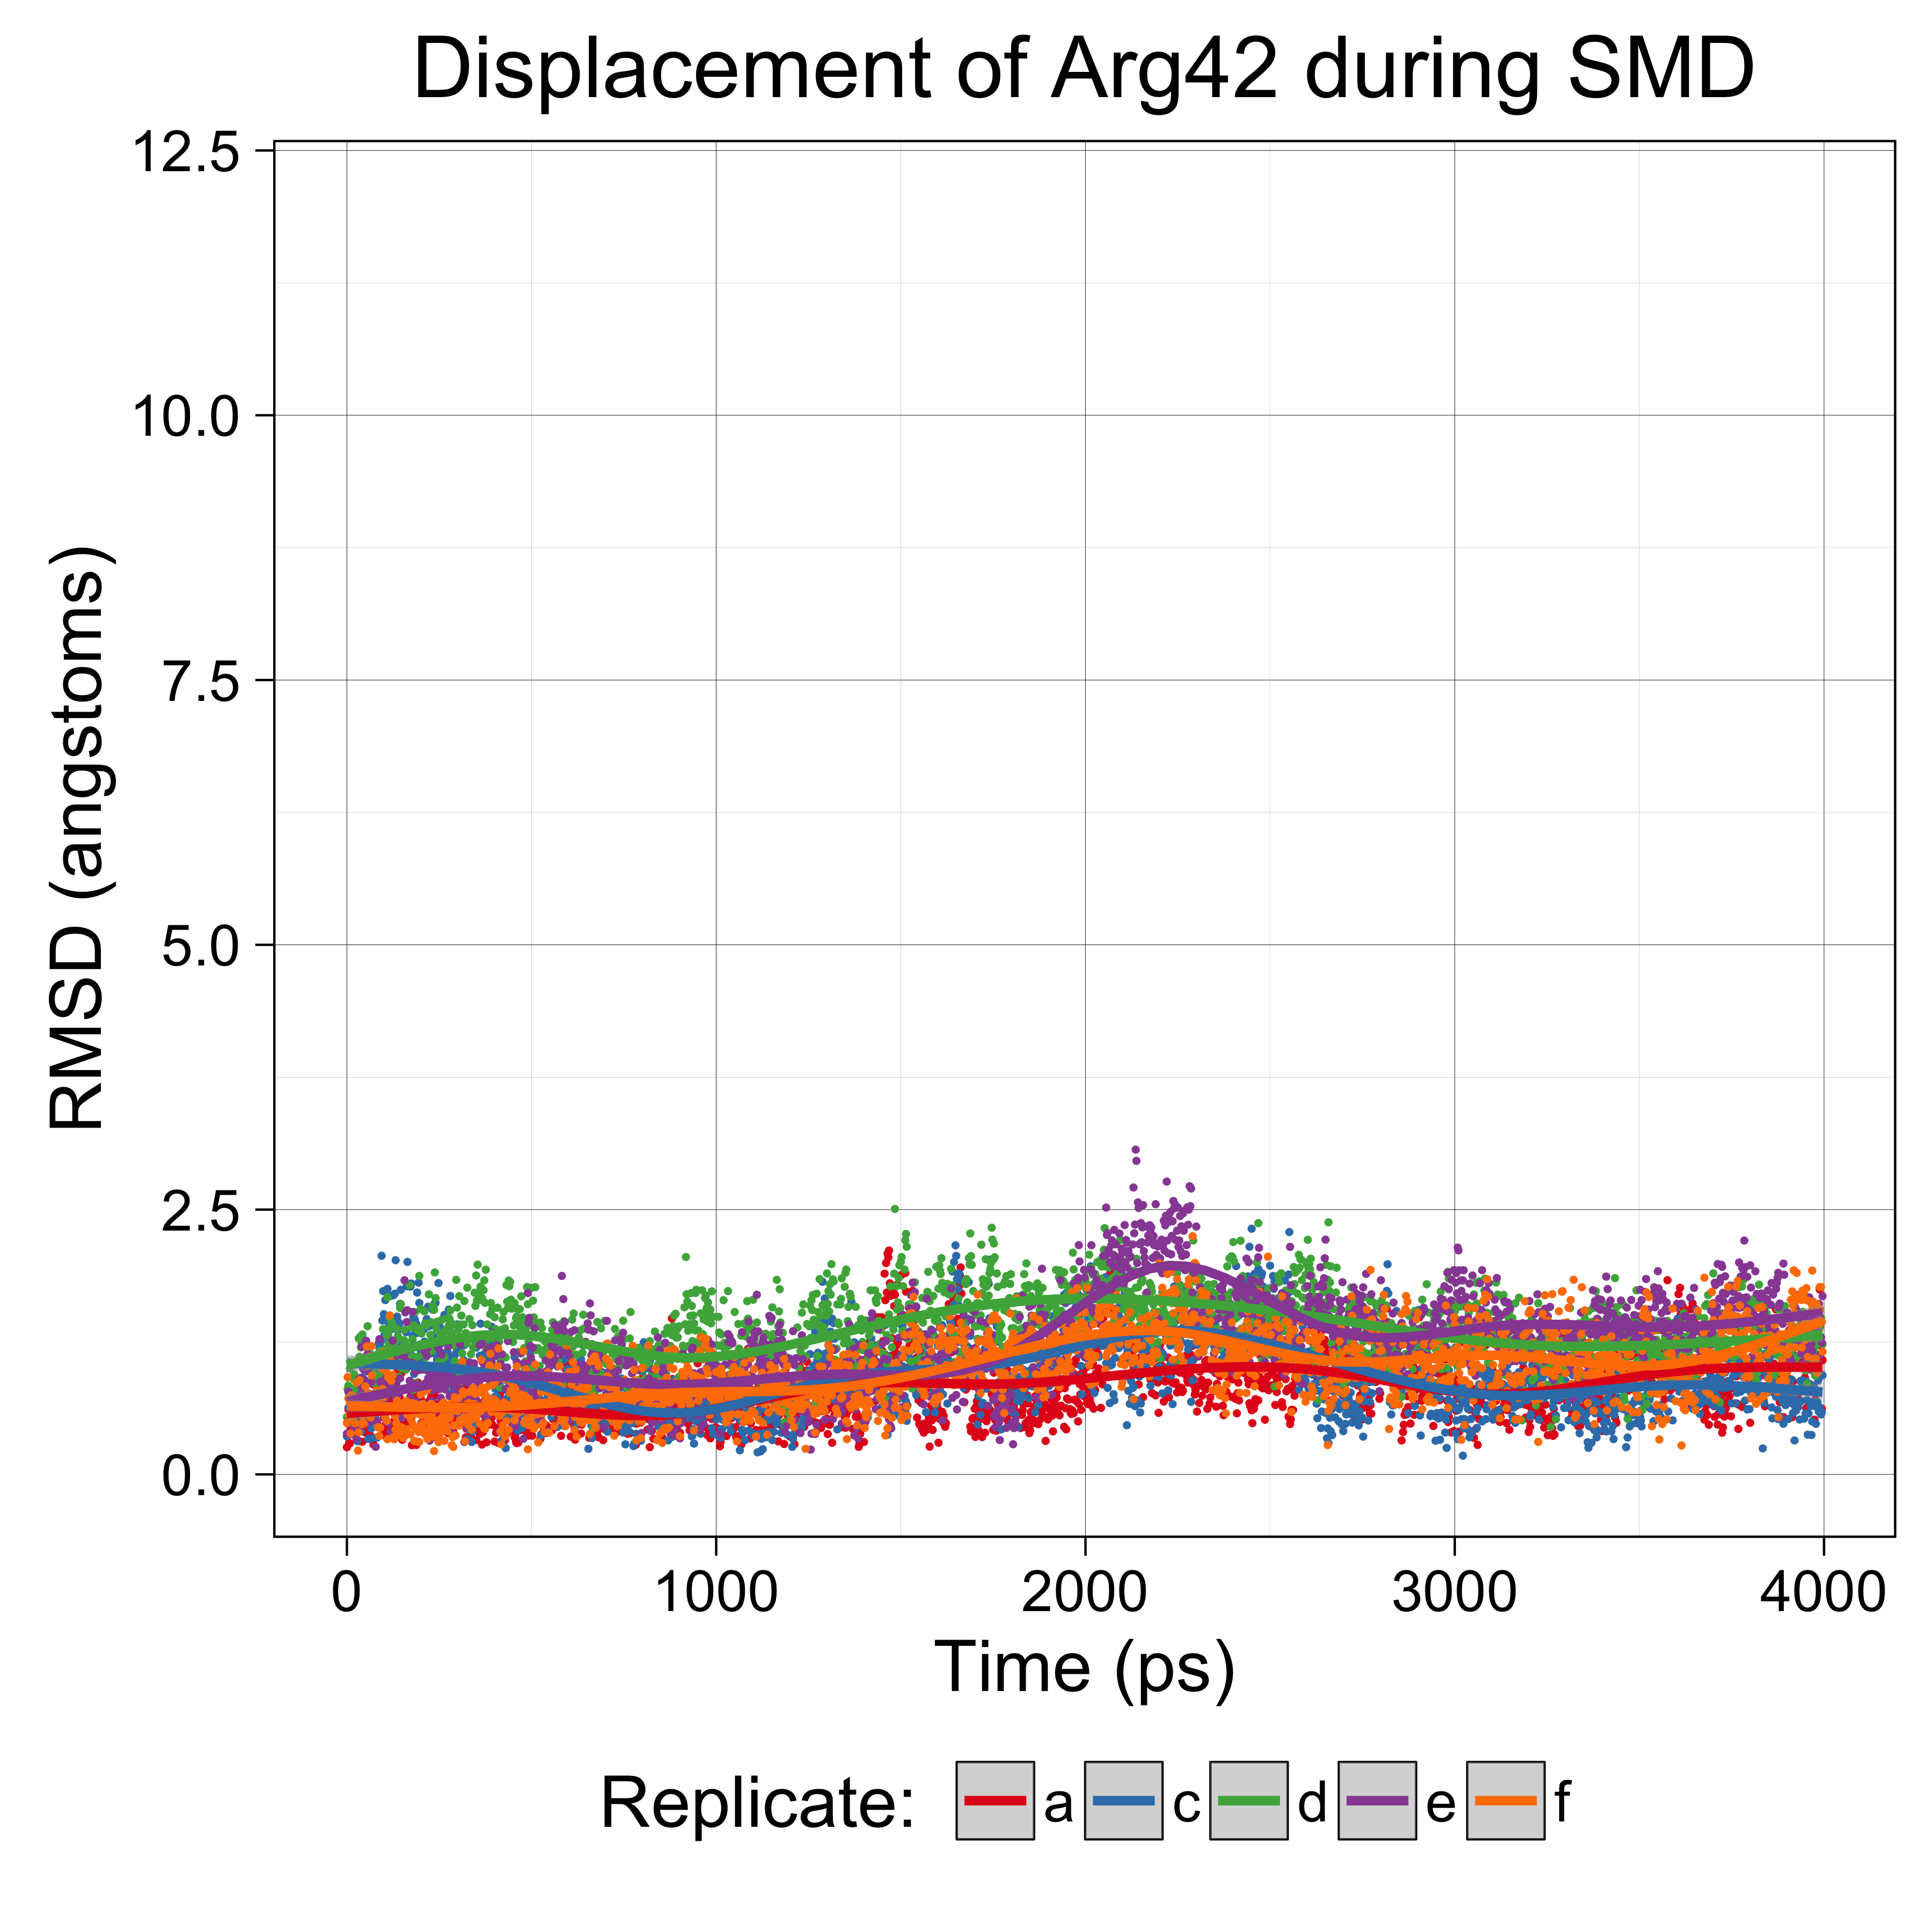 Displacement of Arg42 during SMD
12.5
10.0
7.5
5.0
2.5
0.0
RMSD (angstoms)
0 1000 2000 3000 4000
Time (ps)
Replicate: a c d e f